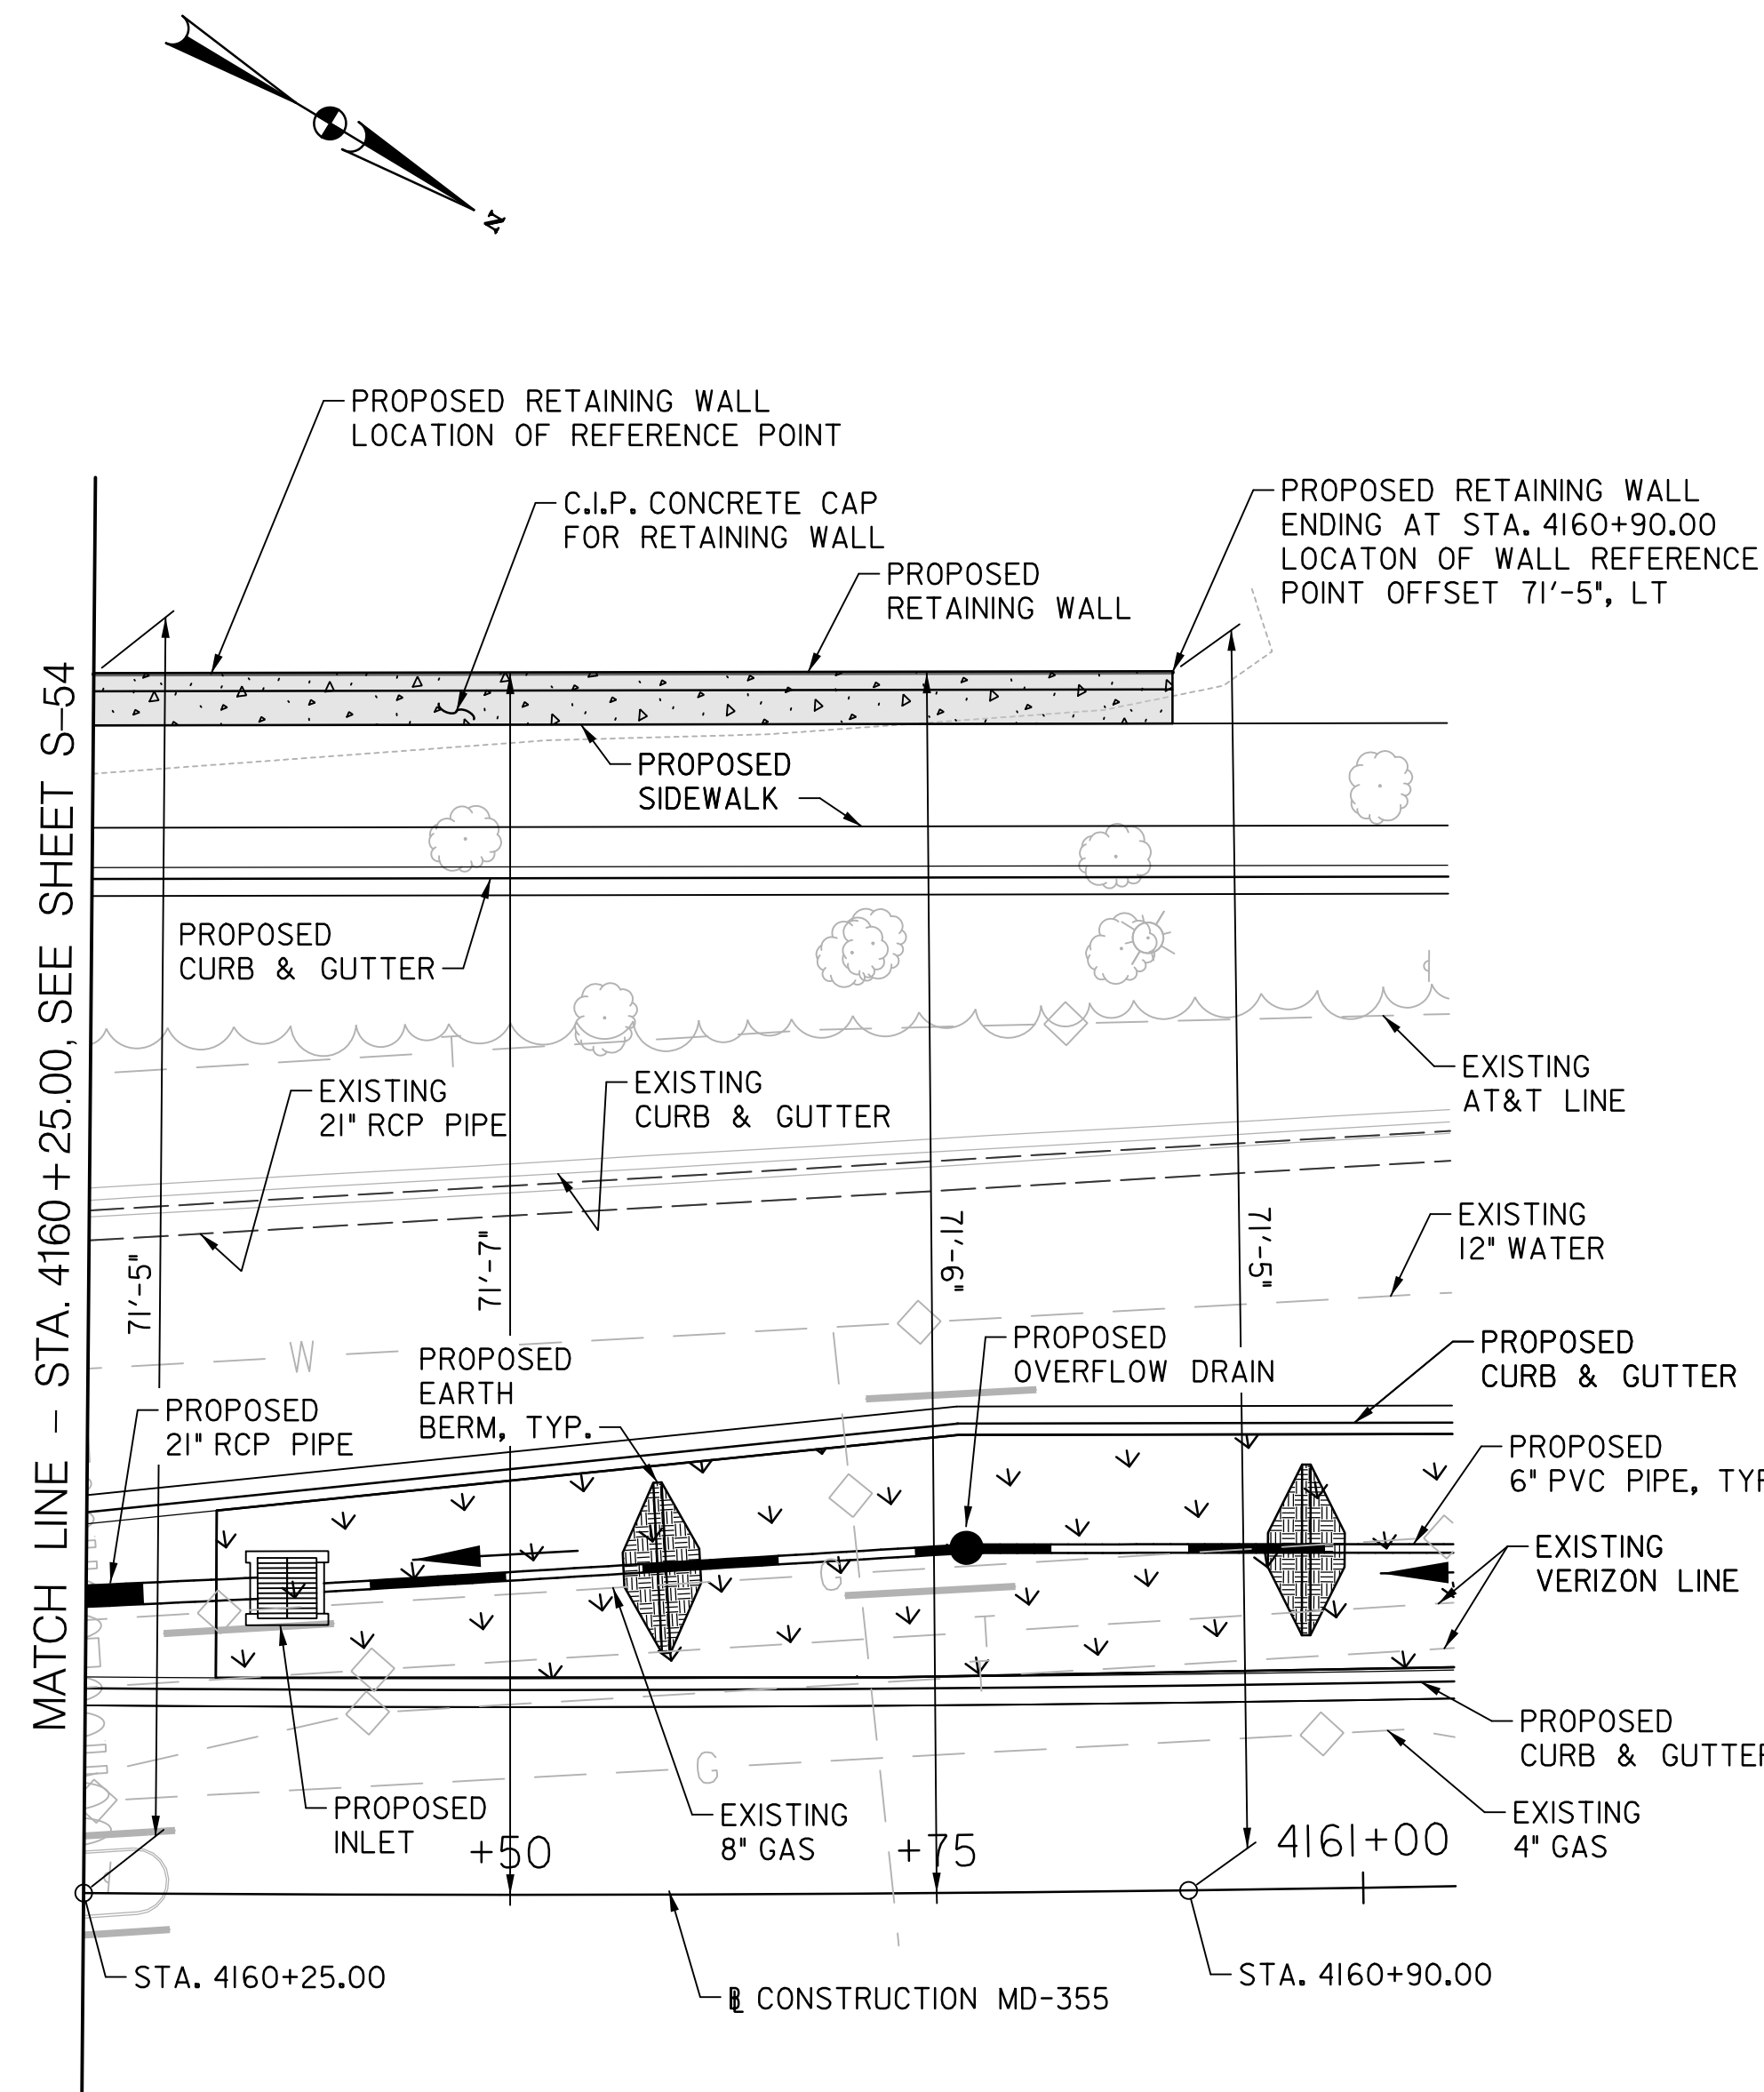 N
PROPOSED RETAINING WALL
LOCATION OF REFERENCE POINT
C.I.P. CONCRETE CAP
FOR RETAINING WALL
PROPOSED
RETAINING WALL
PROPOSED RETAINING WALL
ENDING AT STA. 4160+90.00
LOCATON OF WALL REFERENCE
POINT OFFSET 71'-5", LT
MATCH LINE - STA. 4160+25.00, SEE SHEET S-54
PROPOSED
SIDEWALK
PROPOSED
CURB & GUTTER
EXISTING
21" RCP PIPE
EXISTING
CURB & GUTTER
EXISTING
AT&T LINE
T
71'-5"
71'-7"
71'-6"
71'-5"
EXISTING
12" WATER
W
PROPOSED
21" RCP PIPE
PROPOSED
EARTH
BERM, TYP.
PROPOSED
OVERFLOW DRAIN
PROPOSED
CURB & GUTTER
PROPOSED
6" PVC PIPE, TYP
EXISTING
VERIZON LINE
G
T
PROPOSED
CURB & GUTTER
G
PROPOSED
INLET
EXISTING
8" GAS
EXISTING
4" GAS
+50
+75
4161+00
STA. 4160+25.00
BL CONSTRUCTION MD-355
STA. 4160+90.00